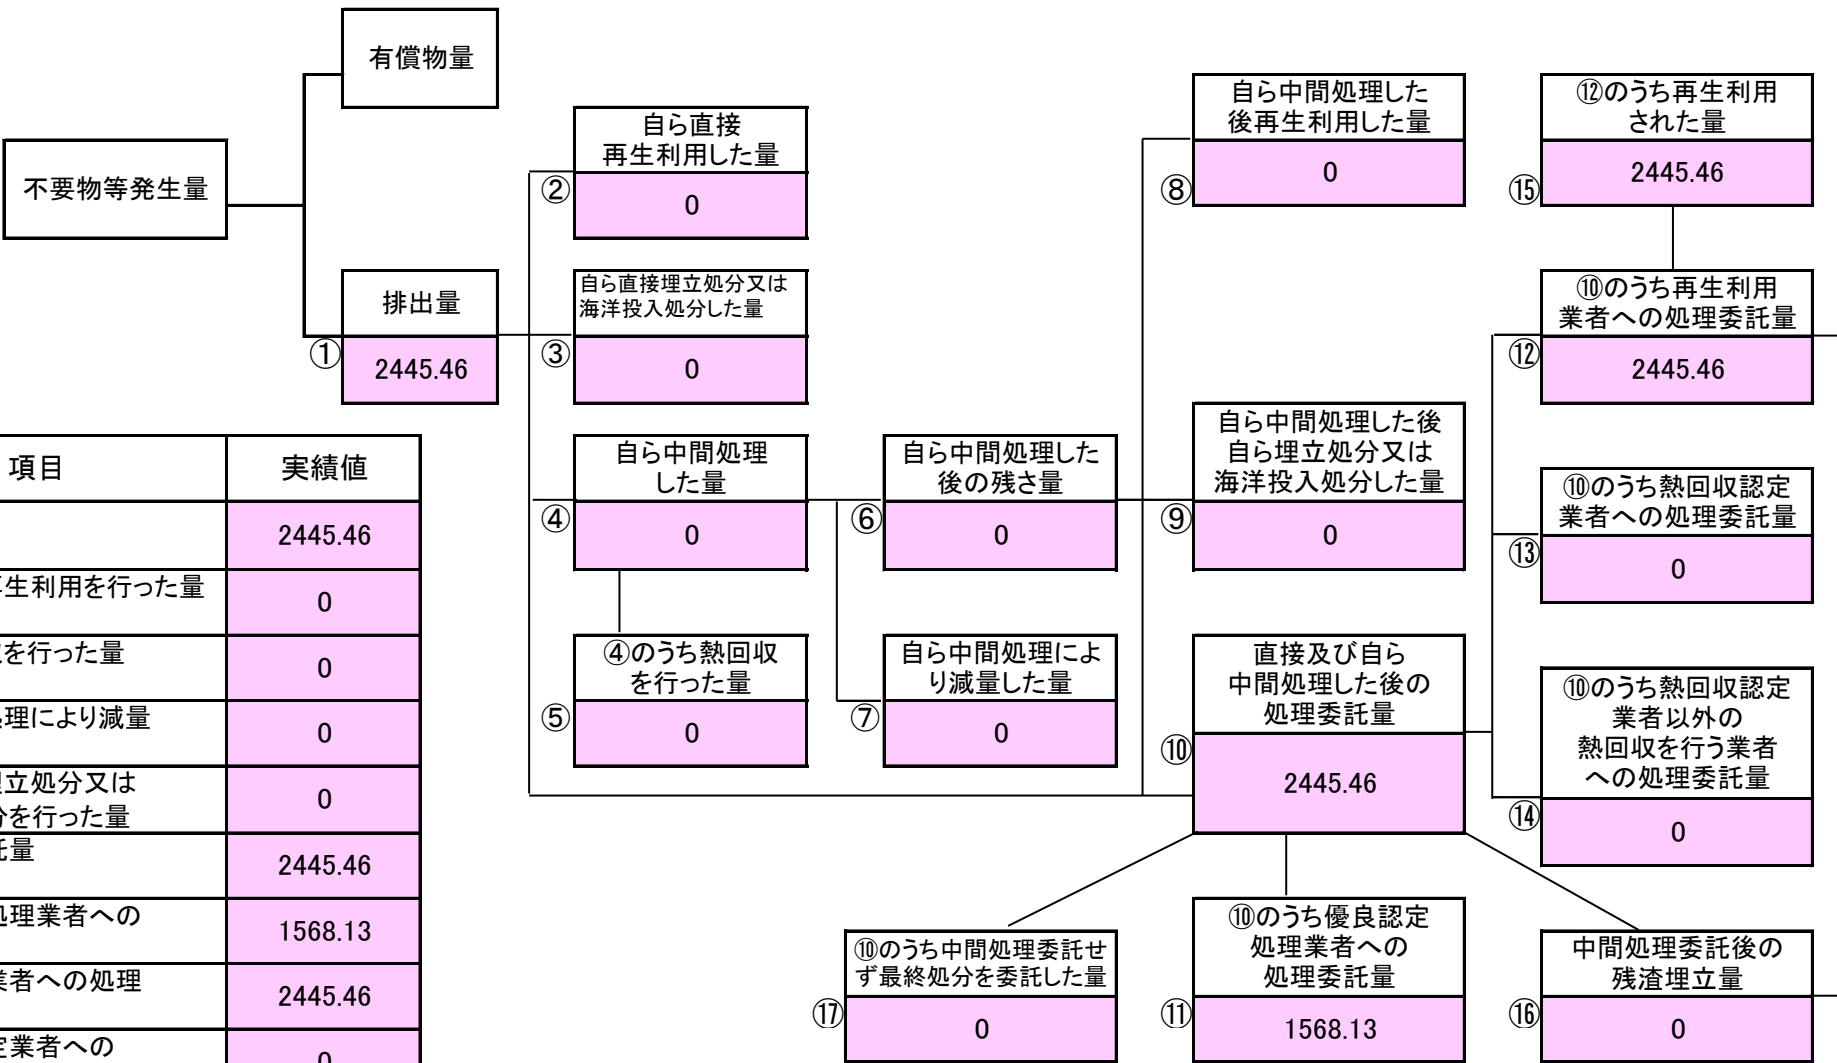 有償物量
不要物等発生量
排出量
①
2445.46
自ら直接
再生利用した量
②
0
自ら直接埋立処分又は
海洋投入処分した量
③
0
自ら中間処理
した量
④
0
④のうち熱回収
を行った量
⑤
0
自ら中間処理した
後の残さ量
⑥
0
自ら中間処理によ
り減量した量
⑦
0
自ら中間処理した
後再生利用した量
⑧
0
自ら中間処理した後
自ら埋立処分又は
海洋投入処分した量
⑨
0
直接及び自ら
中間処理した後の
処理委託量
⑩
2445.46
⑩のうち優良認定
処理業者への
処理委託量
⑪
1568.13
⑫のうち再生利用
された量
⑮
2445.46
⑩のうち再生利用
業者への処理委託量
⑫
2445.46
⑩のうち熱回収認定
業者への処理委託量
⑬
0
⑩のうち熱回収認定
業者以外の
熱回収を行う業者
への処理委託量
⑭
0
中間処理委託後の
残渣埋立量
⑯
0
⑩のうち中間処理委託せ
ず最終処分を委託した量
⑰
0
項目 実績値
2445.46
生利用を行った量
0
を行った量
0
理により減量
0
立処分又は
を行った量
0
量
2445.46
処理業者への
1568.13
業者への処理
2445.46
業者への
0